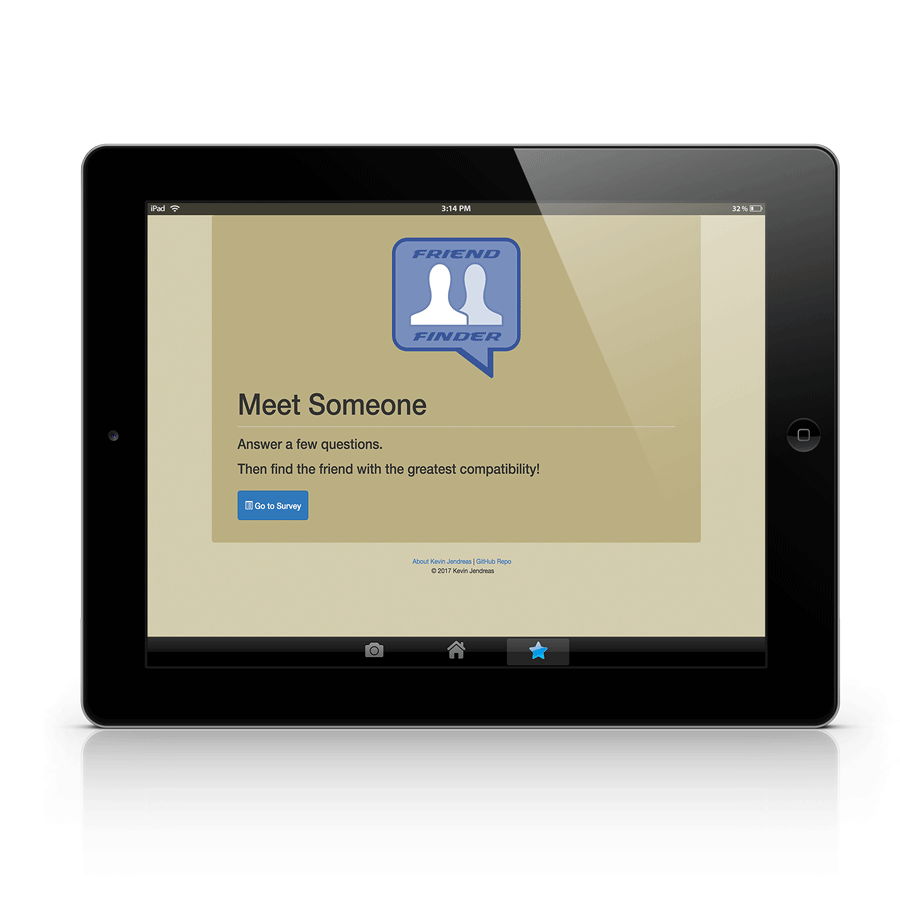 iPad 3:14 PM 32%
FRIEND
FINDER
Meet Someone
Answer a few questions.
Then find the friend with the greatest compatibility!
Go to Survey
About Kevin Jendreas | GitHub Repo
© 2017 Kevin Jendreas